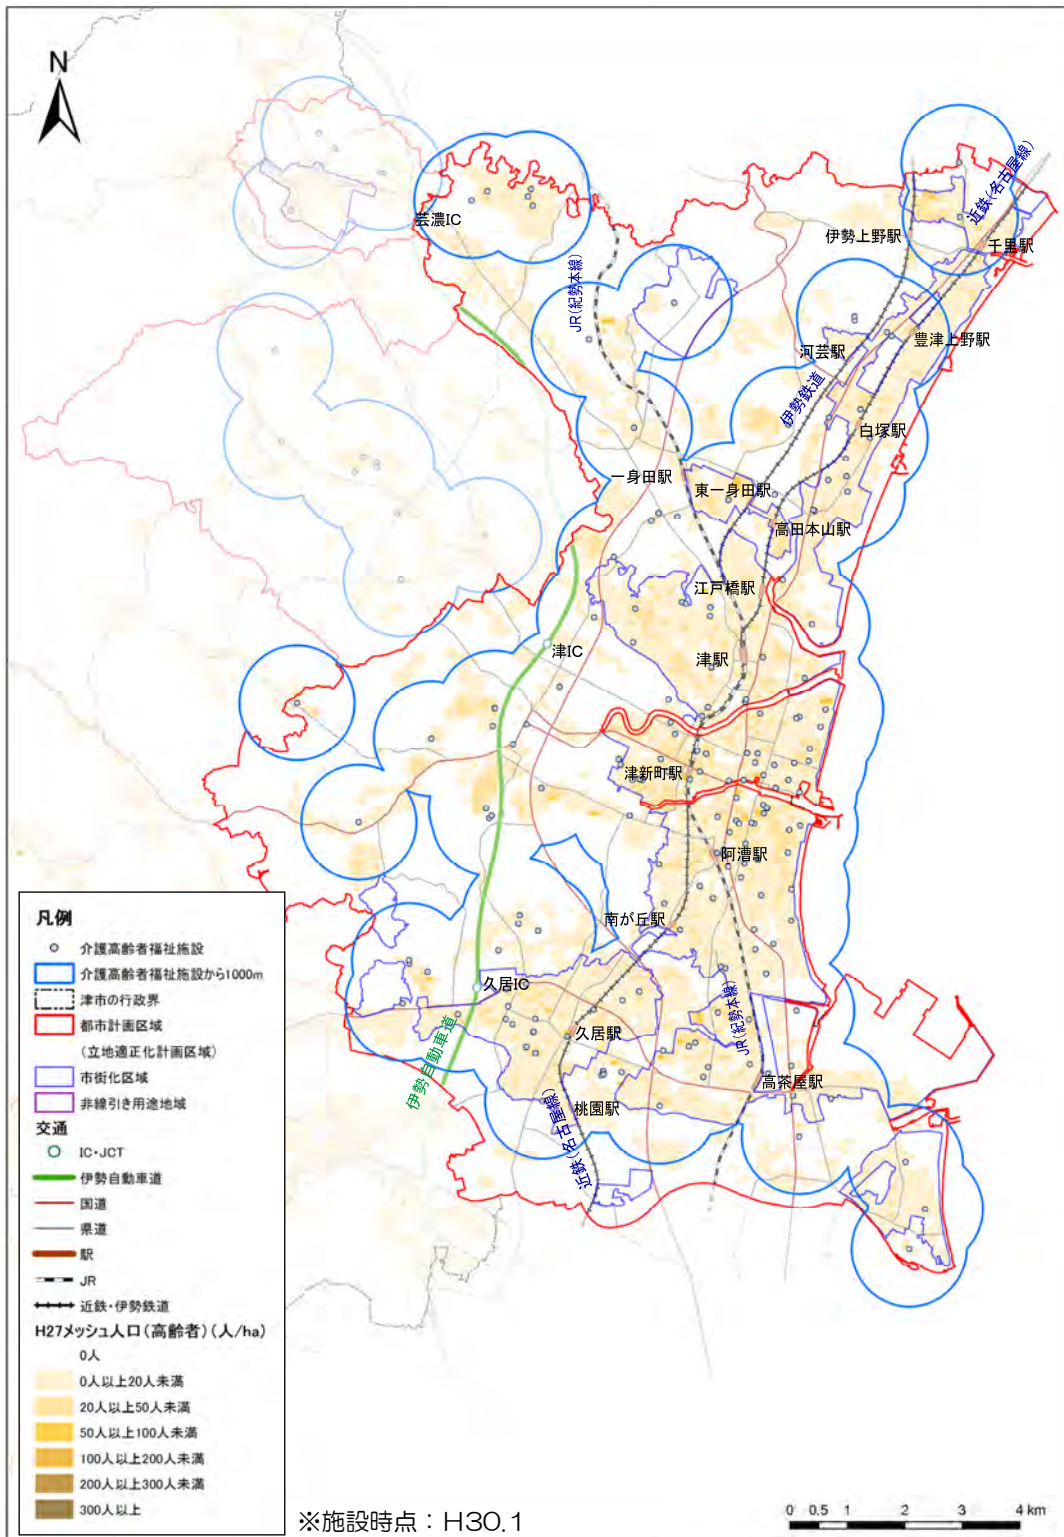 N
芸濃IC
JR(紀勢本線)
伊勢上野駅
近鉄(名古屋線)
千里駅
河芸駅
豊津上野駅
伊勢鉄道
白塚駅
一身田駅
東一身田駅
高田本山駅
江戸橋駅
津IC
津駅
津新町駅
阿漕駅
南が丘駅
久居IC
久居駅
JR(紀勢本線)
伊勢自動車道
高茶屋駅
桃園駅
近鉄(名古屋線)
凡例
介護高齢者福祉施設
介護高齢者福祉施設から1000m
津市の行政界
都市計画区域
(立地適正化計画区域)
市街化区域
非線引き用途地域
交通
IC・JCT
伊勢自動車道
国道
県道
駅
JR
近鉄・伊勢鉄道
H27メッシュ人口(高齢者)(人/ha)
0人
0人以上20人未満
20人以上50人未満
50人以上100人未満
100人以上200人未満
200人以上300人未満
300人以上
※施設時点：H30.1
0 0.5 1 2 3 4 km